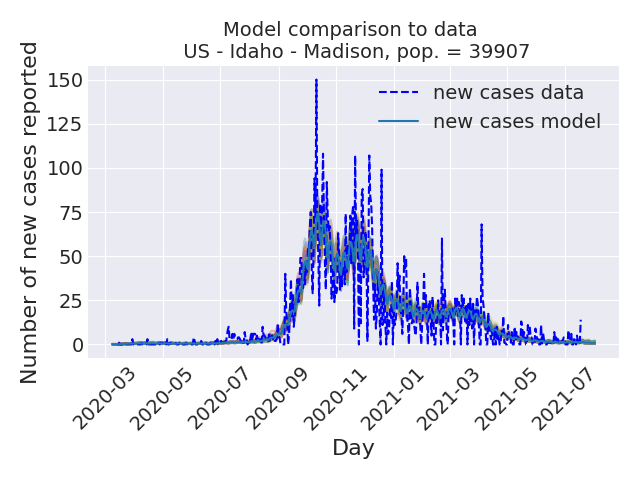 Model comparison to data
US - Idaho - Madison, pop. = 39907
Number of new cases reported
150
125
100
75
50
25
0
new cases data
new cases model
2020-03
2020-05
2020-07
2020-09
2020-11
2021-01
2021-03
2021-05
2021-07
Day